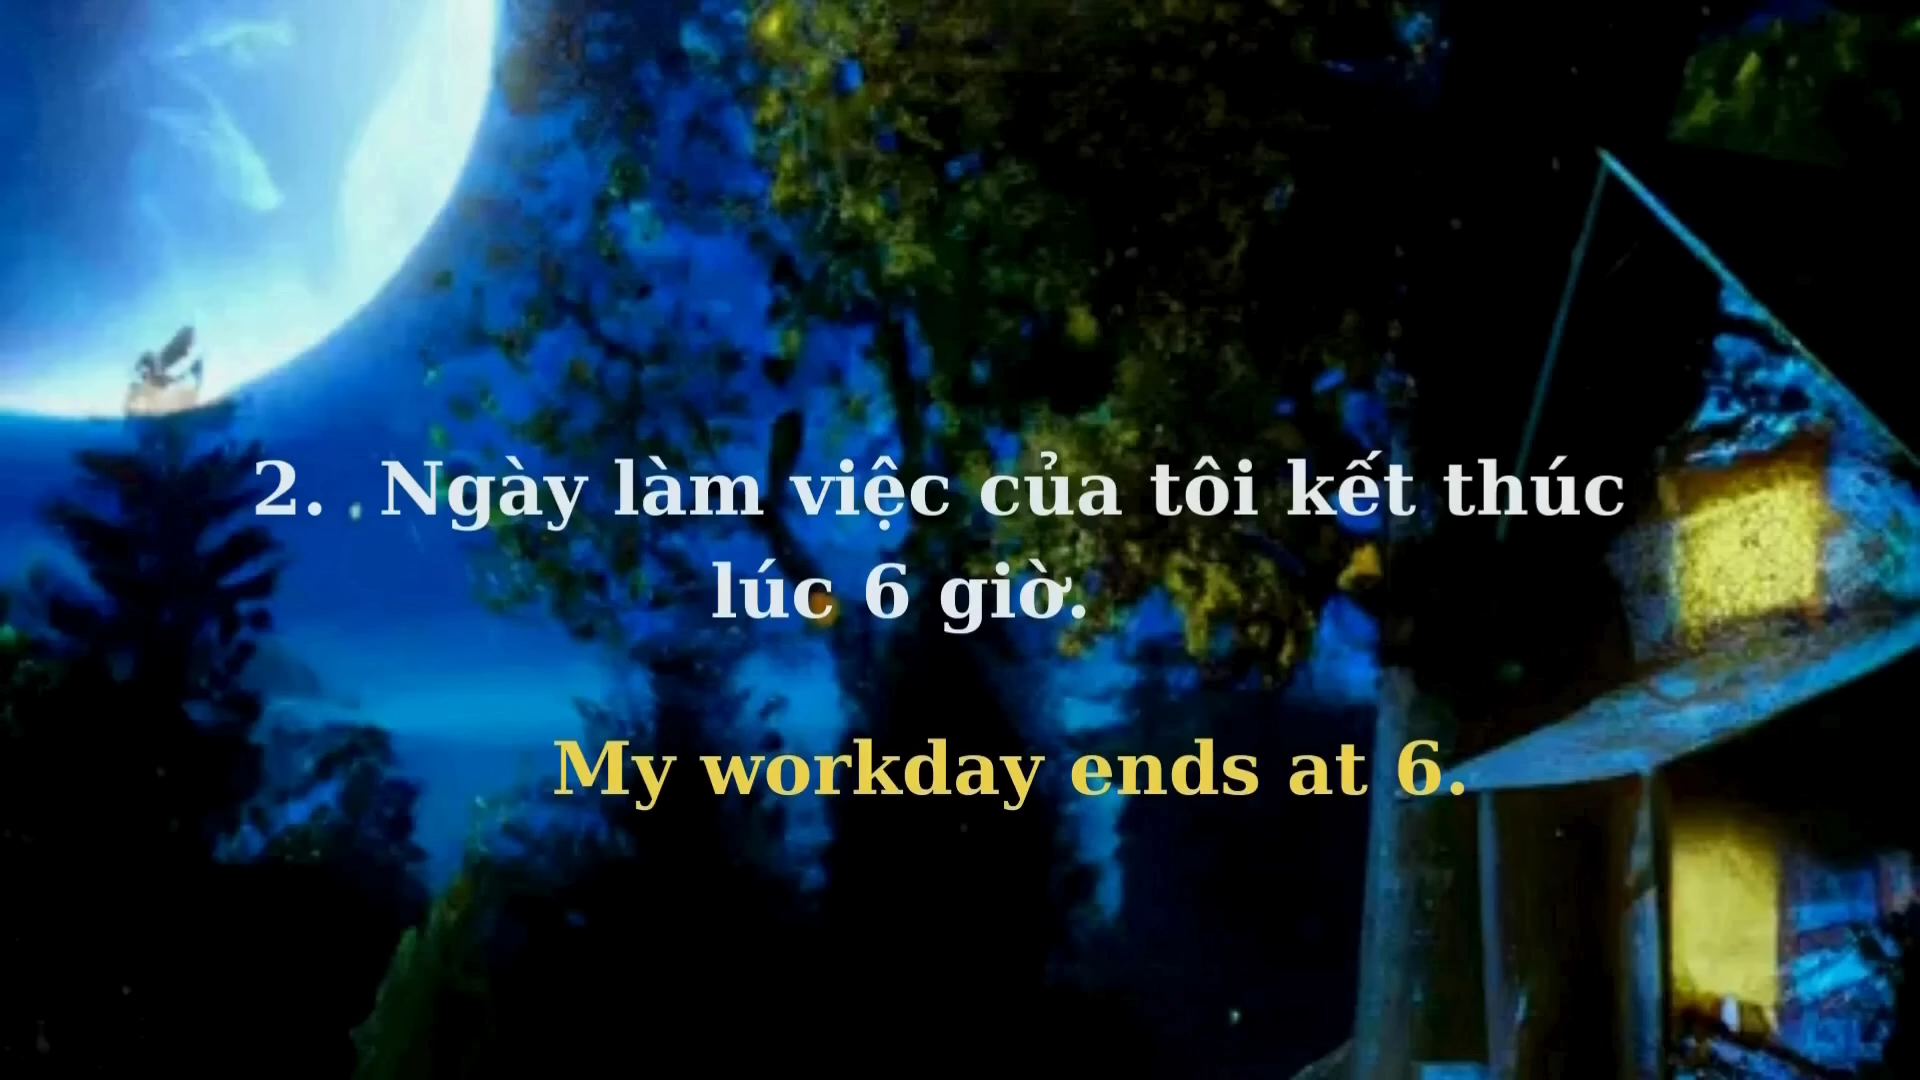 2. Ngày làm việc của tôi kết thúc
lúc 6 giờ.
My workday ends at 6.